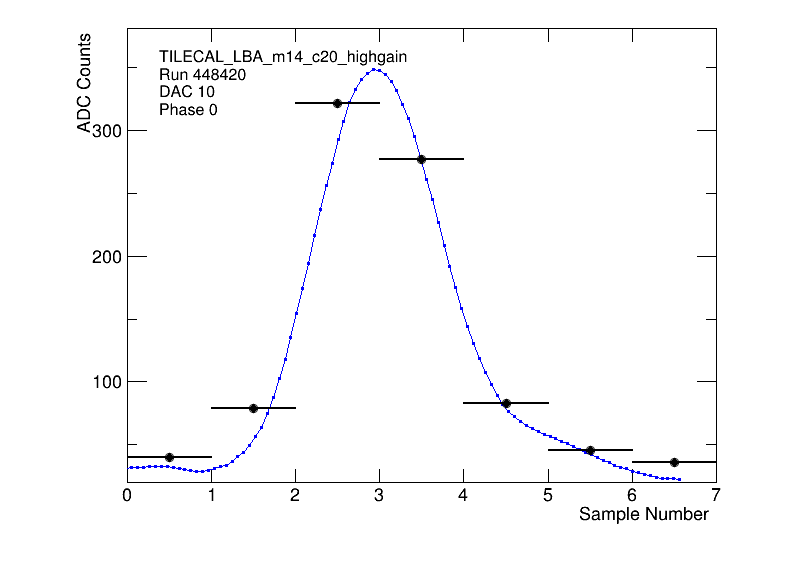 TILECAL_LBA_m14_c20_highgain
Run 448420
DAC 10
Phase 0
ADC Counts
300
200
100
0 1 2 3 4 5 6 7
Sample Number